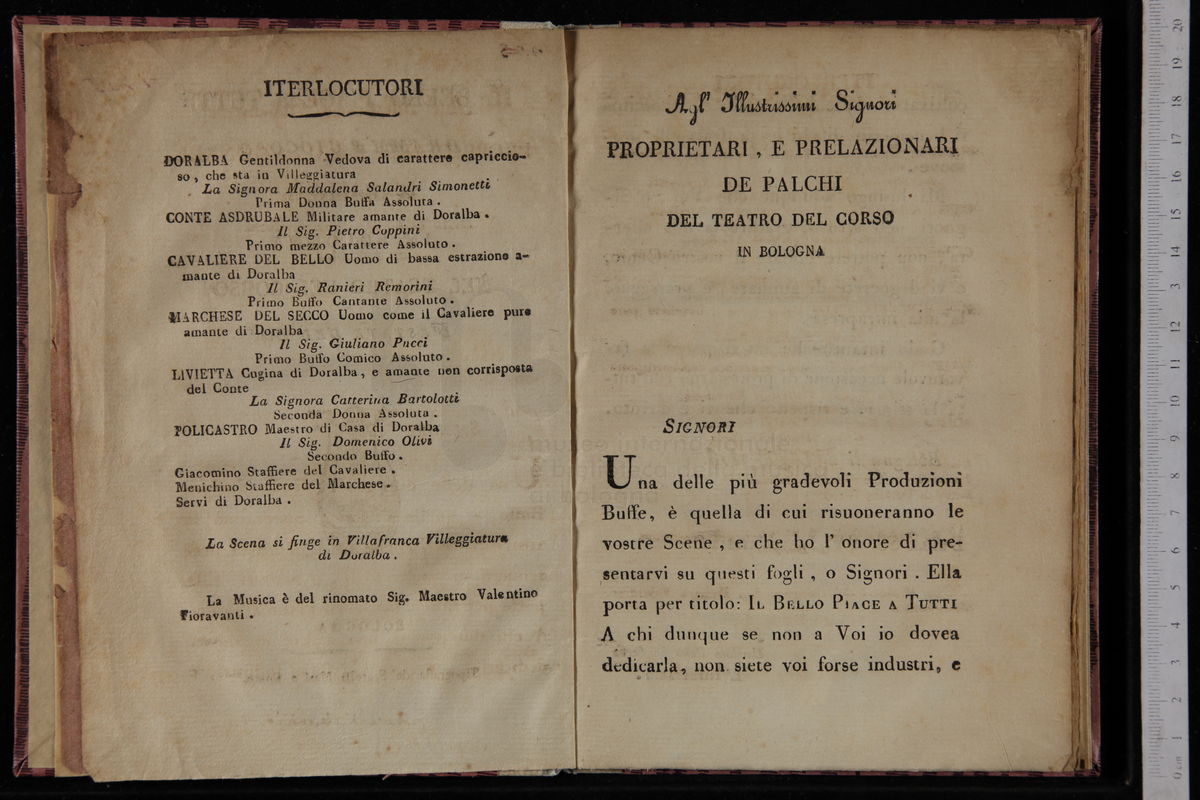 ITERLOCUTORI
DORALBA Gentildonna Vedova di carattere capriccio-
so, che sta in Villeggiatura
La Signora Maddalena Salandri Simonetti
Prima Donna Buffa Assoluta.
CONTE ASDRUBALE Militare amante di Doralba.
Il Sig. Pietro Coppini
Primo mezzo Carattere Assoluto.
CAVALIERE DEL BELLO Uomo di bassa estrazione a-
mante di Doralba
Il Sig. Ranieri Remorini
Primo Buffo Cantante Assoluto.
MARCHESE DEL SECCO Uomo come il Cavaliere pure
amante di Doralba
Il Sig. Giuliano Pucci
Primo Buffo Comico Assoluto.
LIVIETTA Cugina di Doralba, e amante non corrisposta
del Conte
La Signora Catterina Bartolotti
Seconda Donna Assoluta.
POLICASTRO Maestro di Casa di Doralba
Il Sig. Domenico Olivi
Secondo Buffo.
Giacomino Staffiere del Cavaliere.
Menichino Staffiere del Marchese.
Servi di Doralba.
La Scena si finge in Villafranca Villeggiatura
di Doralba.
La Musica è del rinomato Sig. Maestro Valentino
Fioravanti.
Agl' Illustrissimi Signori
PROPRIETARI, E PRELAZIONARI
DE PALCHI
DEL TEATRO DEL CORSO
IN BOLOGNA
SIGNORI
Una delle più gradevoli Produzioni
Buffe, è quella di cui risuoneranno le
vostre Scene, e che ho l' onore di pre-
sentarvi su questi fogli, o Signori. Ella
porta per titolo: IL BELLO PIACE A TUTTI
A chi dunque se non a Voi io dovea
dedicarla, non siete voi forse industri, e